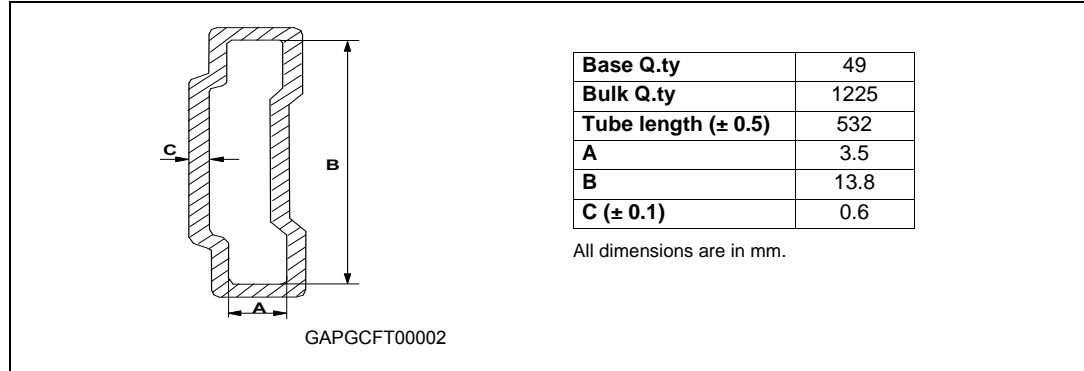 C
B
A
GAPGCFT00002
Base Q.ty 49
Bulk Q.ty 1225
Tube length (± 0.5) 532
A 3.5
B 13.8
C (± 0.1) 0.6
All dimensions are in mm.